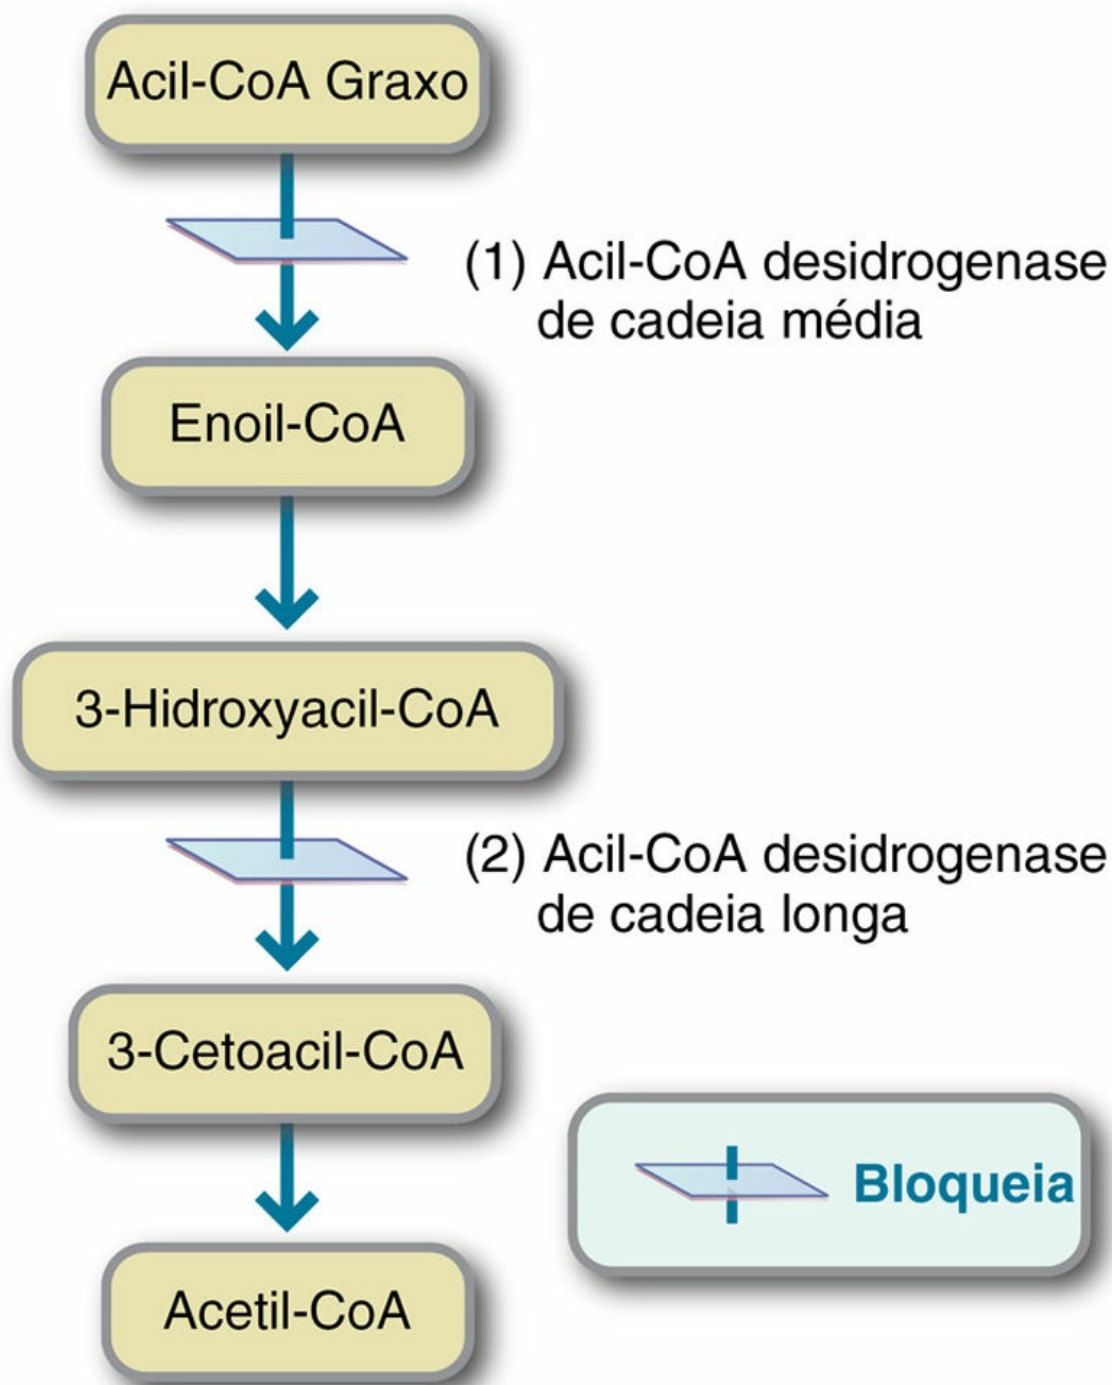 Acil-CoA Graxo
(1) Acil-CoA desidrogenase
de cadeia média
Enoil-CoA
3-Hidroxyacil-CoA
(2) Acil-CoA desidrogenase
de cadeia longa
3-Cetoacil-CoA
Bloqueia
Acetil-CoA